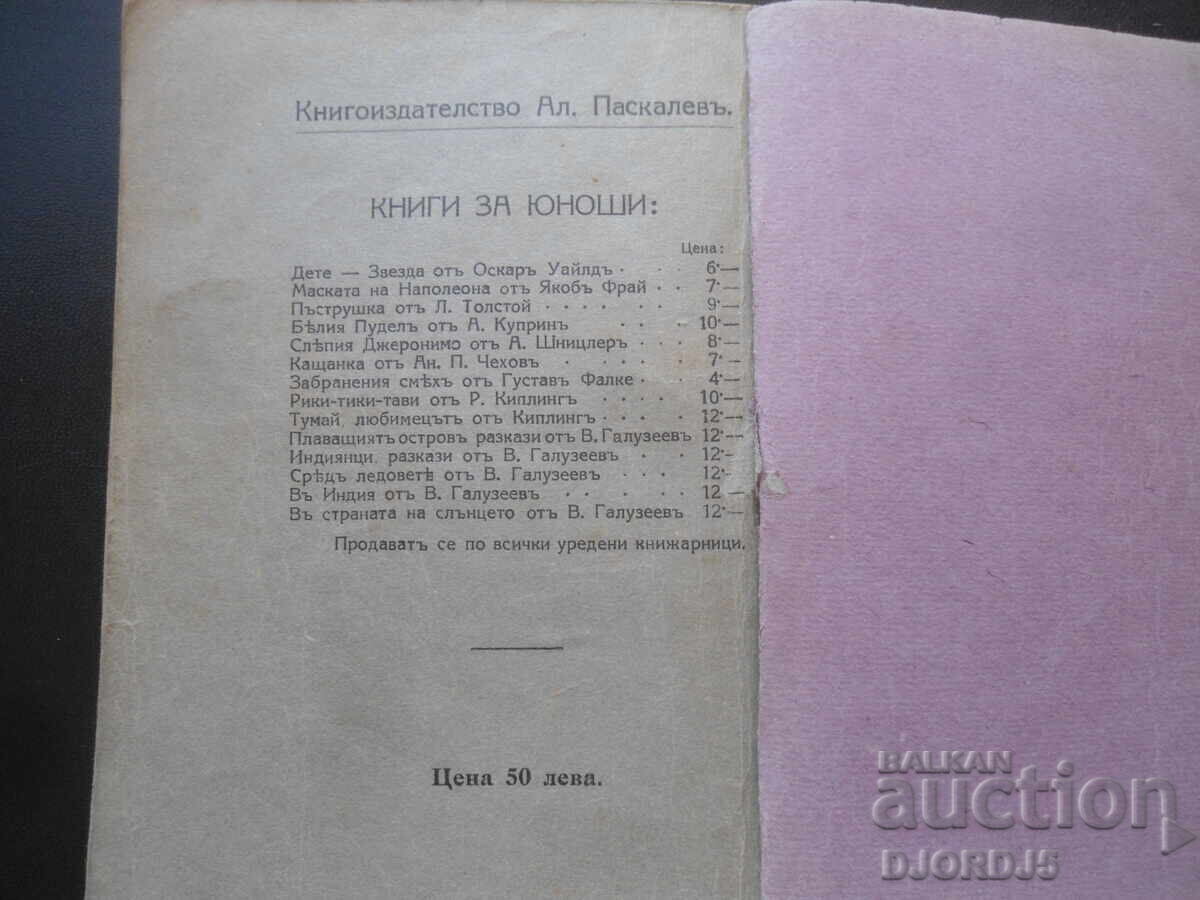 Книгоиздателство Ал. Паскалевъ.
КНИГИ ЗА ЮНОШИ:
Цена:
Дете — Звезда отъ Оскаръ Уайлдъ · · · 6·—
Маската на Наполеона отъ Якобъ Фрай · · 7·—
Пъструшка отъ Л. Толстой · · · · · · 9·—
Бѣлия Пуделъ отъ А. Купринъ · · · · 10·—
Слѣпия Джеронимо отъ А. Шницлеръ · · · 8·—
Кащанка отъ Ан. П. Чеховъ · · · · · 7·—
Забранения смѣхъ отъ Густавъ Фалке · · · 4·—
Рики-тики-тави отъ Р. Киплингъ · · · · 10·—
Тумай, любимецътъ отъ Киплингъ · · · · 12·—
Плаващиятъ островъ разкази отъ В. Галузеевъ 12·—
Индиянци, разкази отъ В. Галузеевъ · · 12·—
Срѣдъ ледоветѣ отъ В. Галузеевъ · · · 12·—
Въ Индия отъ В. Галузеевъ · · · · · 12 —
Въ страната на слънцето отъ В. Галузеевъ 12·—
Продаватъ се по всички уредени книжарници.
Цена 50 лева.
BALKAN
auction
DJORDJ5